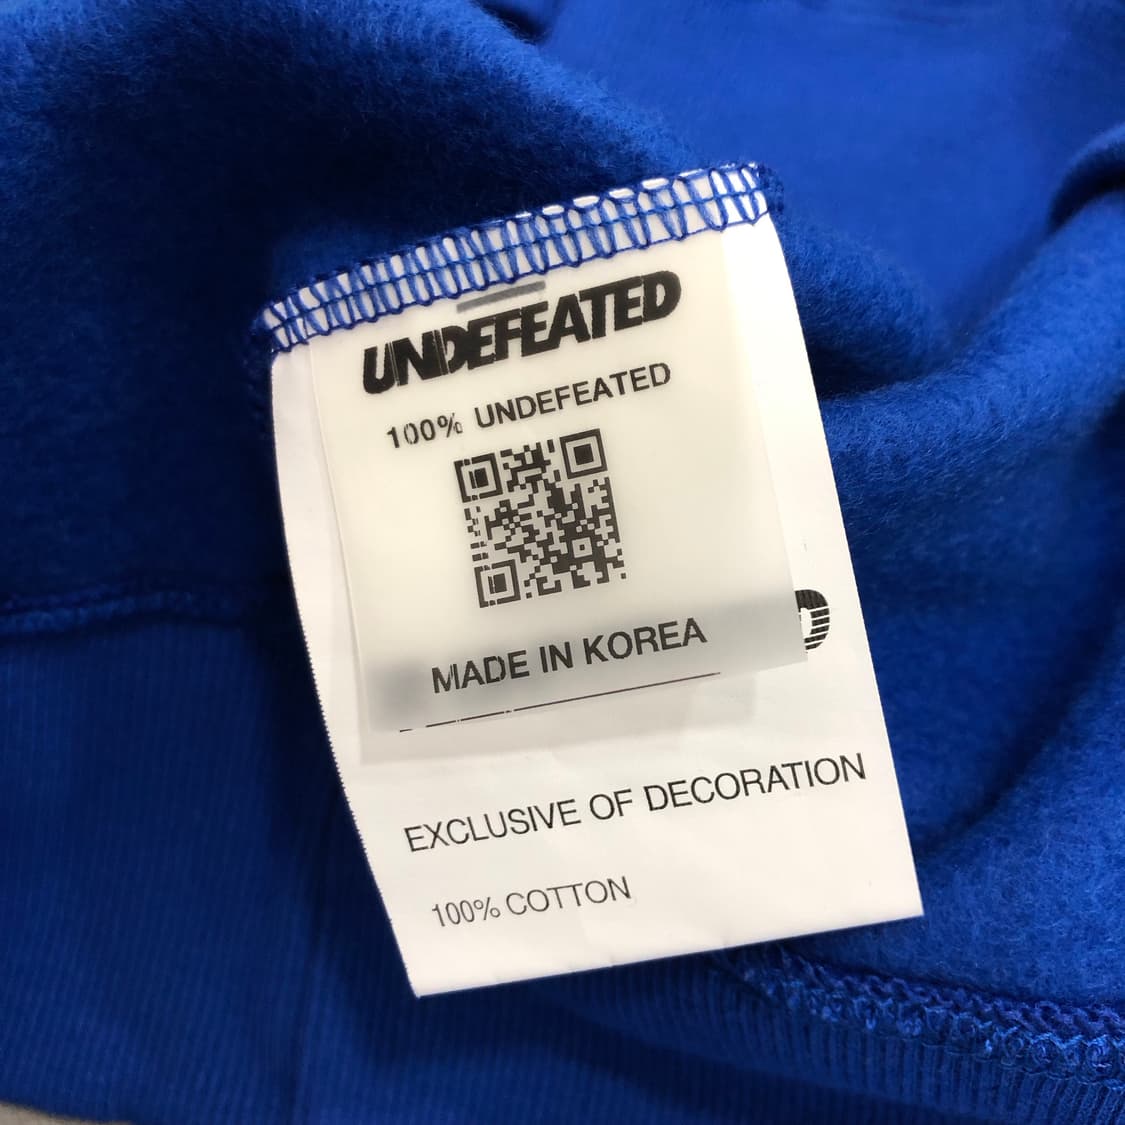 UNDEFEATED
100% UNDEFEATED
MADE IN KOREA
D
EXCLUSIVE OF DECORATION
100% COTTON